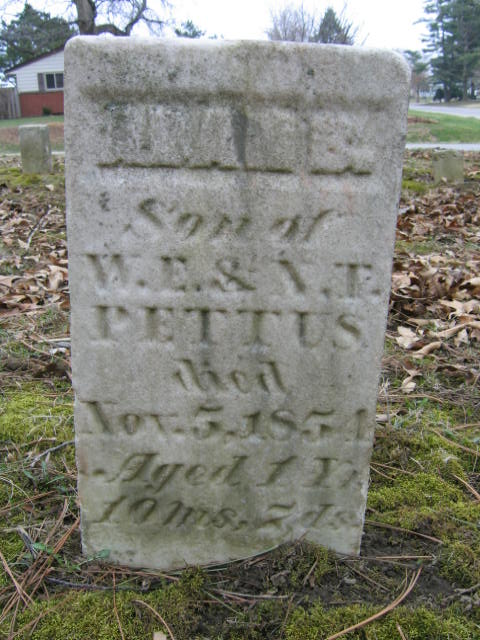 Son of
W. E. & N. T.
PETTUS
died
Nov. 5, 1854
Aged 1 Yr.
10 ms, 7 ds.